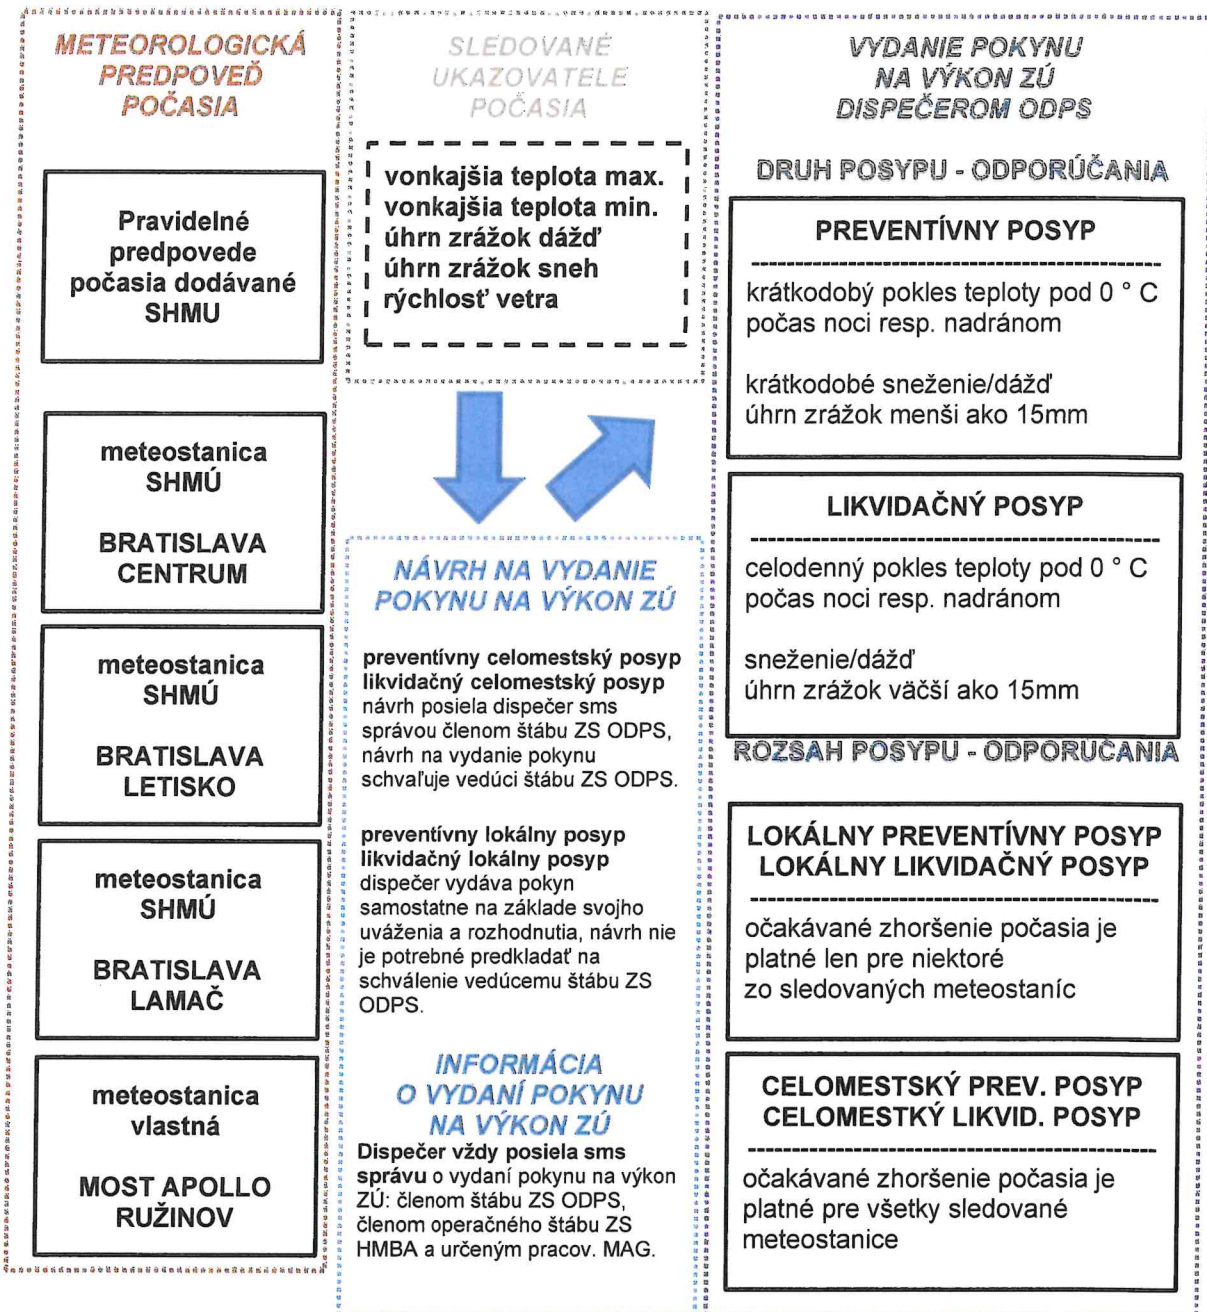 METEOROLOGICKÁ
PREDPOVEĎ
POČASIA
Pravidelné
predpovede
počasia dodávané
SHMU
meteostanica
SHMÚ
BRATISLAVA
CENTRUM
meteostanica
SHMÚ
BRATISLAVA
LETISKO
meteostanica
SHMÚ
BRATISLAVA
LAMAČ
meteostanica
vlastná
MOST APOLLO
RUŽINOV
SLEDOVANÉ
UKAZOVATELE
POČASIA
vonkajšia teplota max.
vonkajšia teplota min.
úhrn zrážok dážď
úhrn zrážok sneh
rýchlosť vetra
NÁVRH NA VYDANIE
POKYNU NA VÝKON ZÚ
preventívny celomestský posyp
likvidačný celomestský posyp
návrh posiela dispečer sms
správou členom štábu ZS ODPS,
návrh na vydanie pokynu
schvaľuje vedúci štábu ZS ODPS.
preventívny lokálny posyp
likvidačný lokálny posyp
dispečer vydáva pokyn
samostatne na základe svojho
uváženia a rozhodnutia, návrh nie
je potrebné predkladať na
schválenie vedúcemu štábu ZS
ODPS.
INFORMÁCIA
O VYDANÍ POKYNU
NA VÝKON ZÚ
Dispečer vždy posiela sms
správu o vydaní pokynu na výkon
ZÚ: členom štábu ZS ODPS,
členom operačného štábu ZS
HMBA a určeným pracov. MAG.
VYDANIE POKYNU
NA VÝKON ZÚ
DISPEČEROM ODPS
DRUH POSYPU - ODPORÚČANIA
PREVENTÍVNY POSYP
krátkodobý pokles teploty pod 0 ° C
počas noci resp. nadránom
krátkodobé sneženie/dážď
úhrn zrážok menši ako 15mm
LIKVIDAČNÝ POSYP
celodenný pokles teploty pod 0 ° C
počas noci resp. nadránom
sneženie/dážď
úhrn zrážok väčší ako 15mm
ROZSAH POSYPU - ODPORÚČANIA
LOKÁLNY PREVENTÍVNY POSYP
LOKÁLNY LIKVIDAČNÝ POSYP
očakávané zhoršenie počasia je
platné len pre niektoré
zo sledovaných meteostaníc
CELOMESTSKÝ PREV. POSYP
CELOMESTKÝ LIKVID. POSYP
očakávané zhoršenie počasia je
platné pre všetky sledované
meteostanice